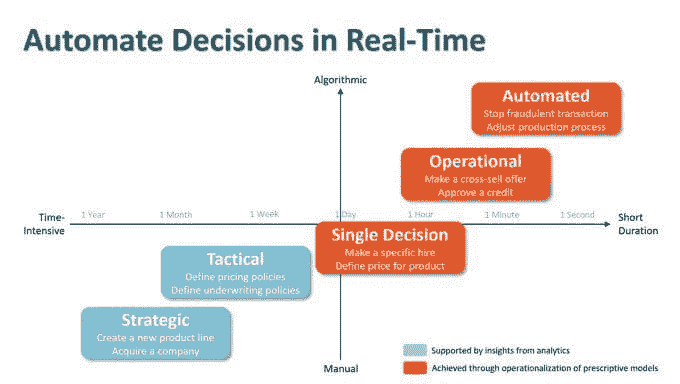 Automate Decisions in Real-Time
Algorithmic
Automated
Stop fraudulent transaction
Adjust production process
Operational
Make a cross-sell offer
Approve a credit
Time-
Intensive
1 Year
1 Month
1 Week
1 Day
1 Hour
1 Minute
1 Second
Short
Duration
Single Decision
Make a specific hire
Define price for product
Tactical
Define pricing policies
Define underwriting policies
Strategic
Create a new product line
Acquire a company
Manual
Supported by insights from analytics
Achieved through operationalization of prescriptive models